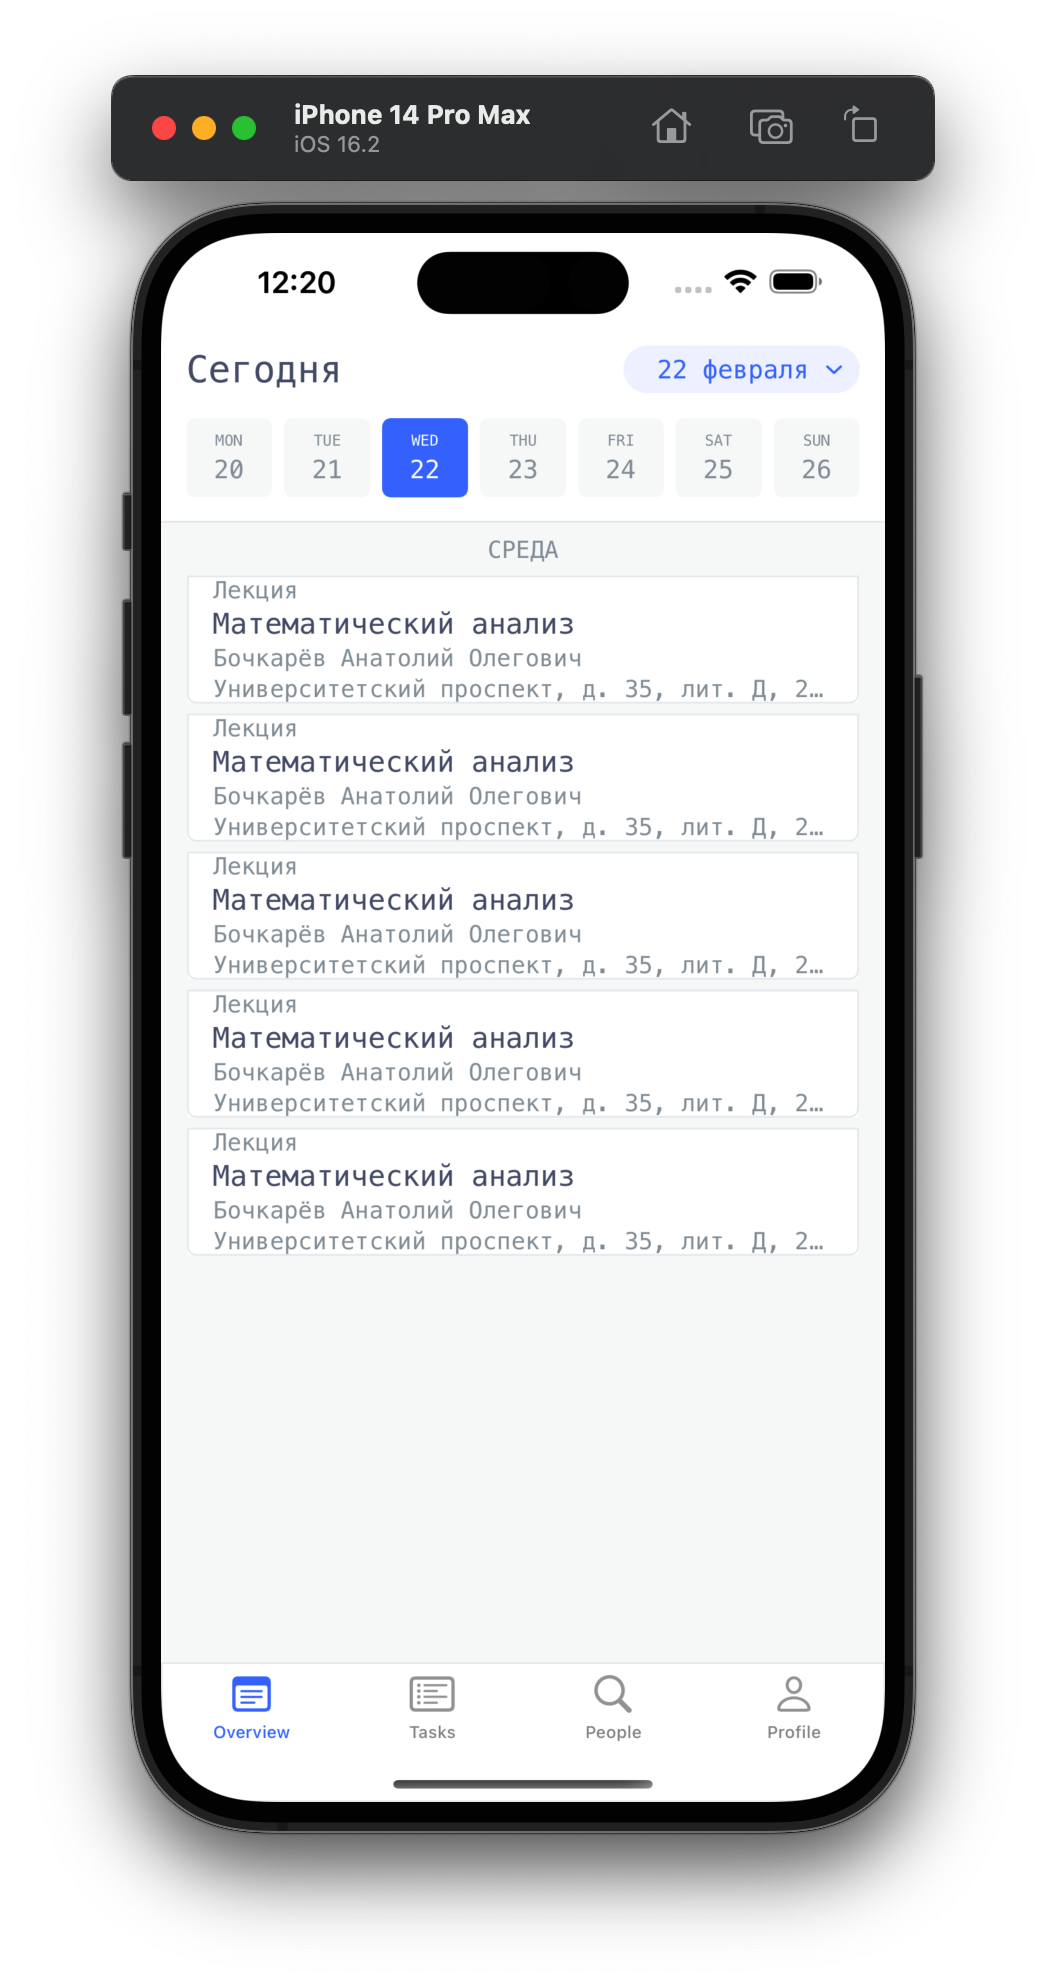 iPhone 14 Pro Max
iOS 16.2
12:20
Сегодня
22 февраля
MON TUE WED THU FRI SAT SUN
20 21 22 23 24 25 26
СРЕДА
Лекция
Математический анализ
Бочкарёв Анатолий Олегович
Университетский проспект, д. 35, лит. Д, 2…
Лекция
Математический анализ
Бочкарёв Анатолий Олегович
Университетский проспект, д. 35, лит. Д, 2…
Лекция
Математический анализ
Бочкарёв Анатолий Олегович
Университетский проспект, д. 35, лит. Д, 2…
Лекция
Математический анализ
Бочкарёв Анатолий Олегович
Университетский проспект, д. 35, лит. Д, 2…
Лекция
Математический анализ
Бочкарёв Анатолий Олегович
Университетский проспект, д. 35, лит. Д, 2…
Overview Tasks People Profile